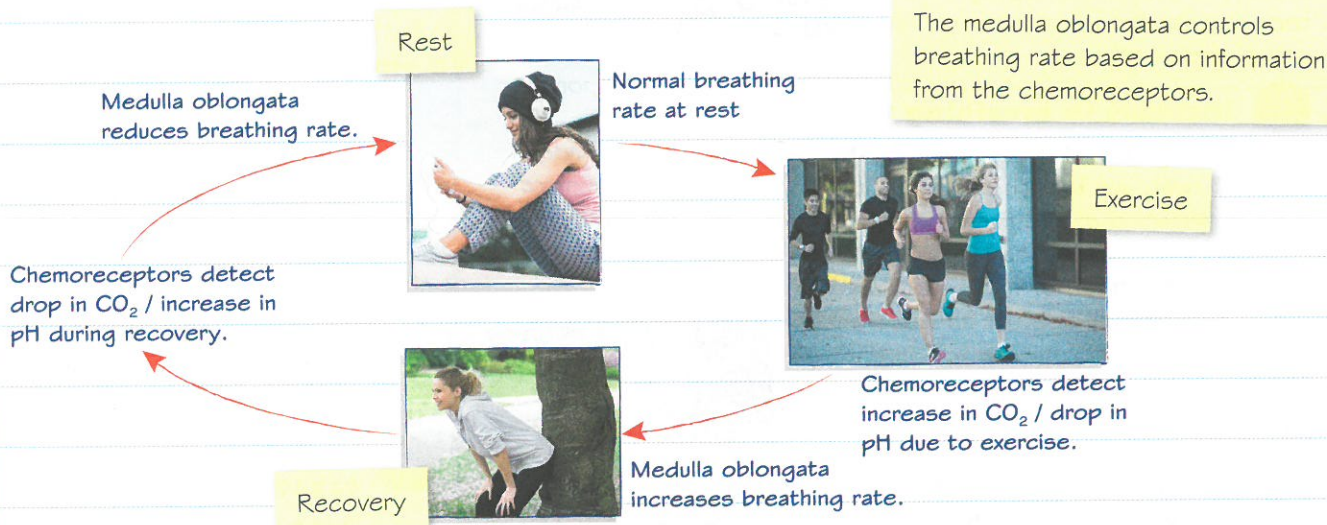 Rest
The medulla oblongata controls
breathing rate based on information
from the chemoreceptors.
Medulla oblongata
reduces breathing rate.
Normal breathing
rate at rest
Exercise
Chemoreceptors detect
drop in CO₂ / increase in
pH during recovery.
Chemoreceptors detect
increase in CO₂ / drop in
pH due to exercise.
Medulla oblongata
increases breathing rate.
Recovery